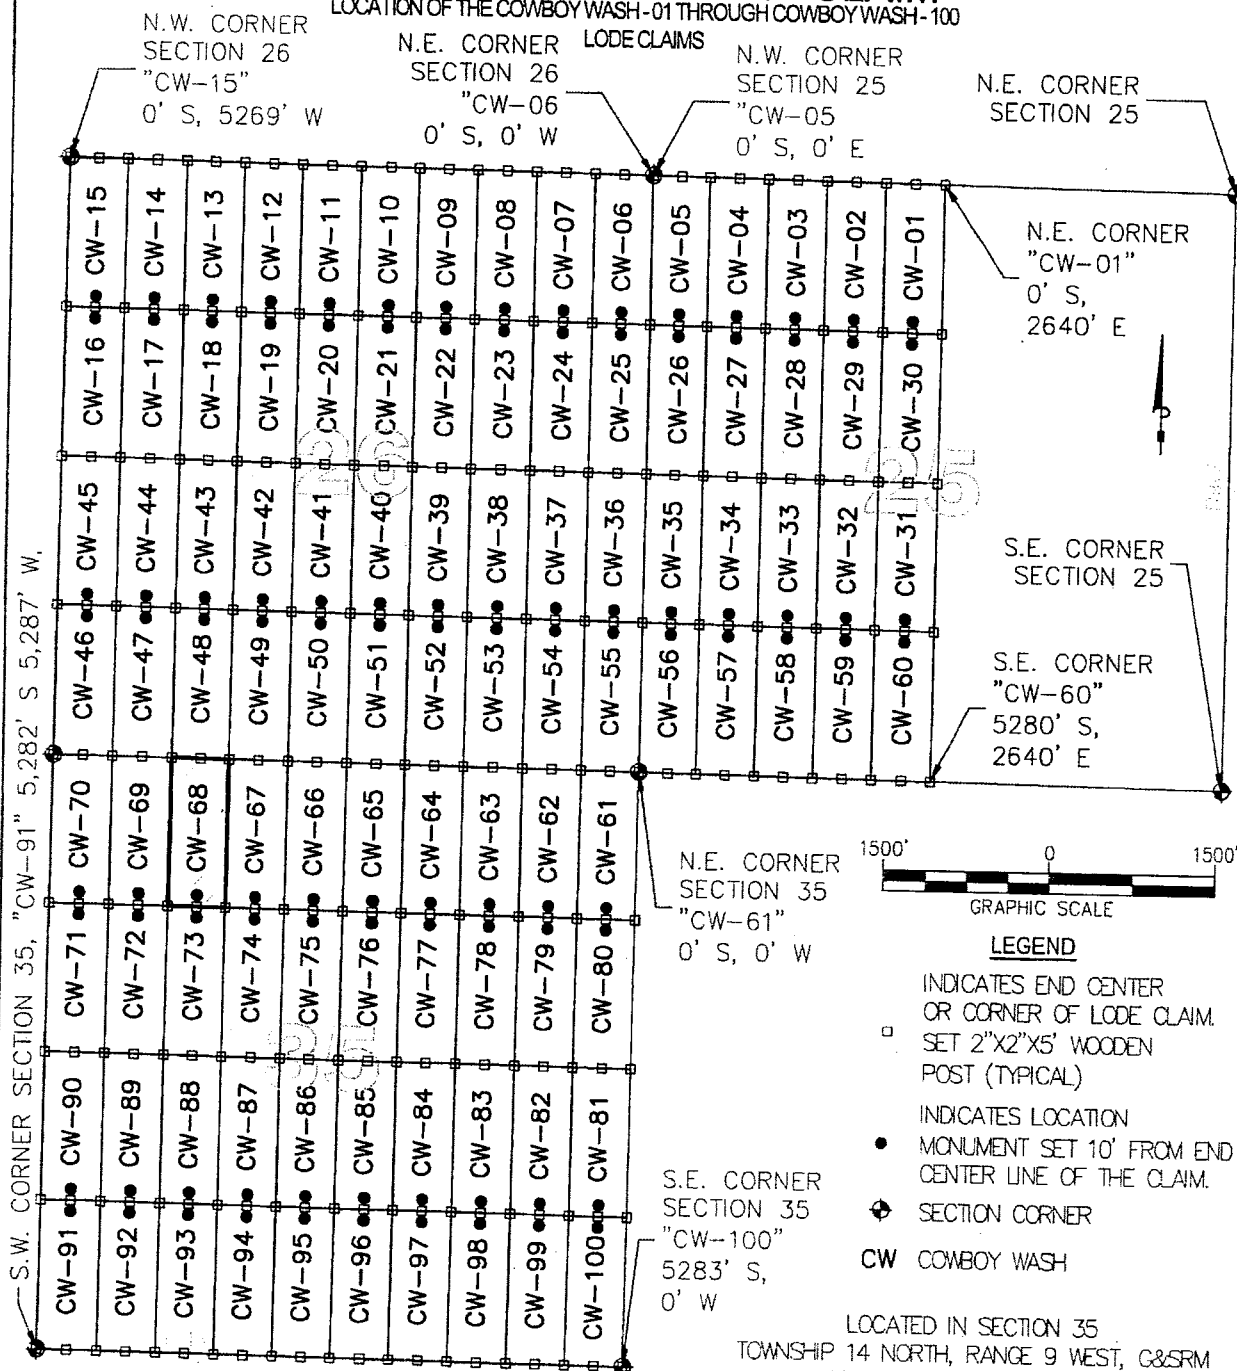 LOCATION OF THE COWBOY WASH-01 THROUGH COWBOY WASH-100
LODE CLAIMS
N.W. CORNER
SECTION 26
"CW-15"
0' S, 5269' W
N.E. CORNER
SECTION 26
"CW-06
0' S, 0' W
N.W. CORNER
SECTION 25
"CW-05
0' S, 0' E
N.E. CORNER
SECTION 25
CW-15 CW-14 CW-13 CW-12 CW-11 CW-10 CW-09 CW-08 CW-07 CW-06 CW-05 CW-04 CW-03 CW-02 CW-01
N.E. CORNER
"CW-01"
0' S,
2640' E
CW-16 CW-17 CW-18 CW-19 CW-20 CW-21 CW-22 CW-23 CW-24 CW-25 CW-26 CW-27 CW-28 CW-29 CW-30
26 25
CW-45 CW-44 CW-43 CW-42 CW-41 CW-40 CW-39 CW-38 CW-37 CW-36 CW-35 CW-34 CW-33 CW-32 CW-31
S.E. CORNER
SECTION 25
CW-46 CW-47 CW-48 CW-49 CW-50 CW-51 CW-52 CW-53 CW-54 CW-55 CW-56 CW-57 CW-58 CW-59 CW-60
S.E. CORNER
"CW-60"
5280' S,
2640' E
CW-70 CW-69 CW-68 CW-67 CW-66 CW-65 CW-64 CW-63 CW-62 CW-61
N.E. CORNER
SECTION 35
"CW-61"
0' S, 0' W
CW-71 CW-72 CW-73 CW-74 CW-75 CW-76 CW-77 CW-78 CW-79 CW-80
35
CW-90 CW-89 CW-88 CW-87 CW-86 CW-85 CW-84 CW-83 CW-82 CW-81
CW-91 CW-92 CW-93 CW-94 CW-95 CW-96 CW-97 CW-98 CW-99 CW-100
S.E. CORNER
SECTION 35
"CW-100"
5283' S,
0' W
S.W. CORNER SECTION 35, "CW-91" 5,282' S 5,287' W,
1500' 0 1500'
GRAPHIC SCALE
LEGEND
INDICATES END CENTER
OR CORNER OF LODE CLAIM.
SET 2"X2"X5' WOODEN
POST (TYPICAL)
INDICATES LOCATION
MONUMENT SET 10' FROM END
CENTER LINE OF THE CLAIM.
SECTION CORNER
CW COWBOY WASH
LOCATED IN SECTION 35
TOWNSHIP 14 NORTH, RANGE 9 WEST, G&SRM